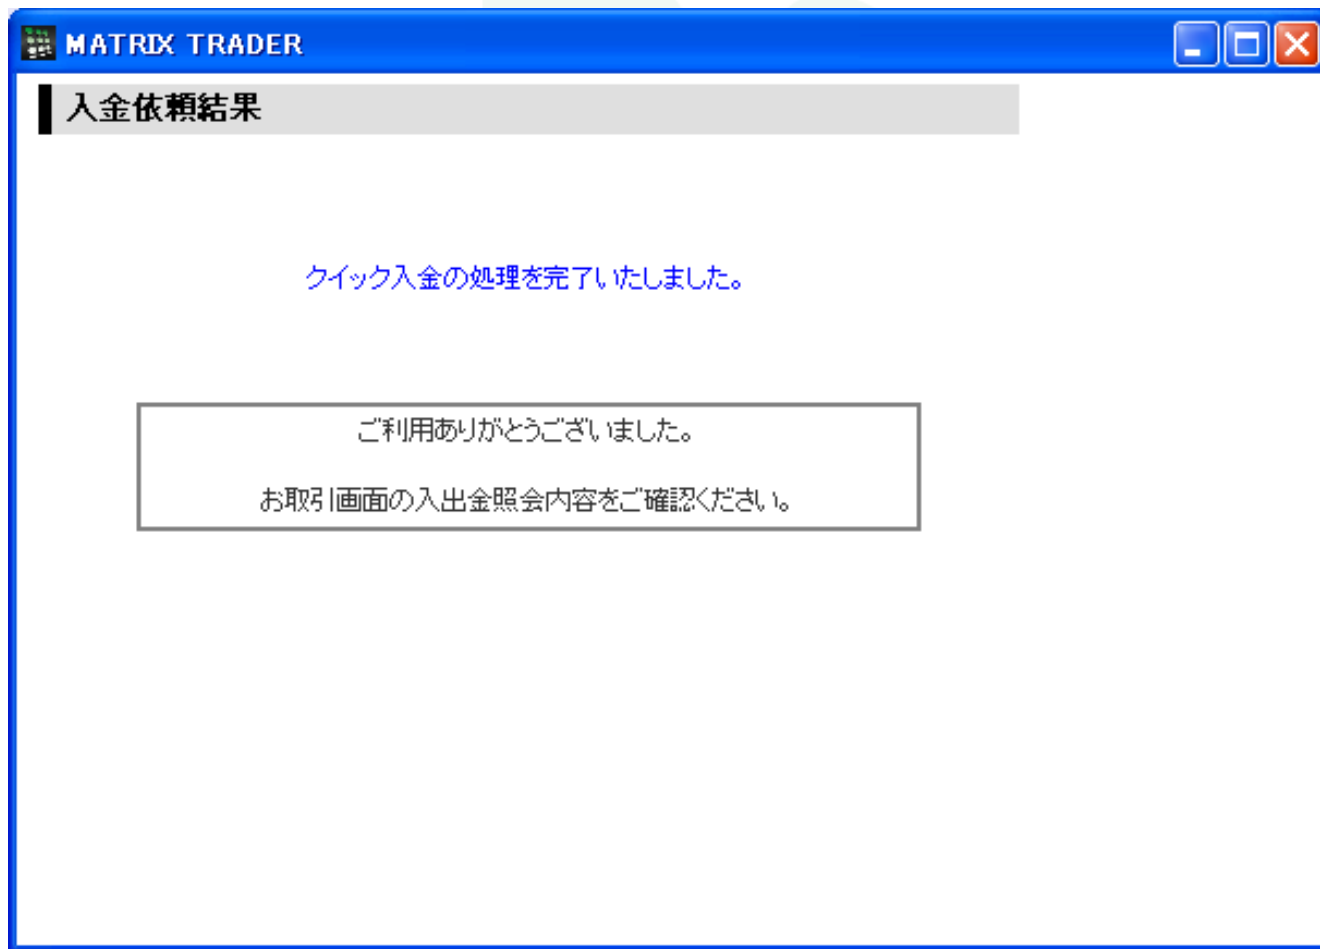 MATRIX TRADER
入金依頼結果
クイック入金の処理を完了いたしました。
ご利用ありがとうございました。
お取引画面の入出金照会内容をご確認ください。